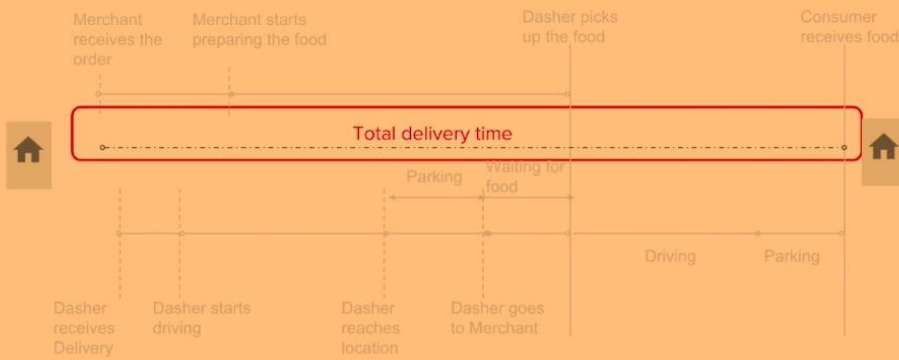 Merchant
receives the
order
Merchant starts
preparing the food
Dasher picks
up the food
Consumer
receives food
Total delivery time
Parking
Waiting for
food
Driving
Parking
Dasher
receives
Delivery
Dasher starts
driving
Dasher
reaches
location
Dasher goes
to Merchant